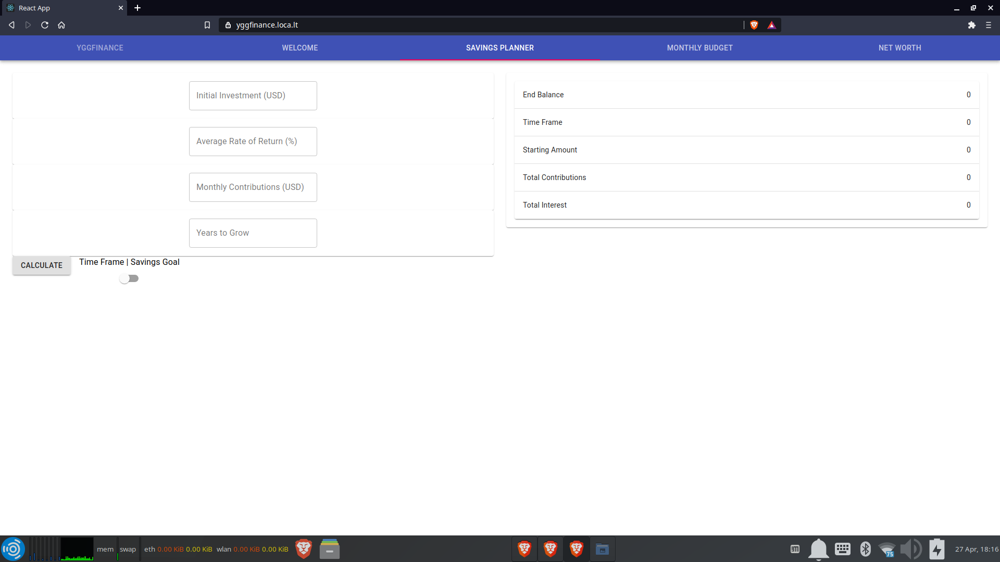 React App
yggfinance.loca.lt
YGGFINANCE
WELCOME
SAVINGS PLANNER
MONTHLY BUDGET
NET WORTH
Initial Investment (USD)
Average Rate of Return (%)
Monthly Contributions (USD)
Years to Grow
CALCULATE
Time Frame | Savings Goal
End Balance 0
Time Frame 0
Starting Amount 0
Total Contributions 0
Total Interest 0
mem swap eth 0.00 KiB 0.00 KiB wlan 0.00 KiB 0.00 KiB
75
27 Apr, 18:16